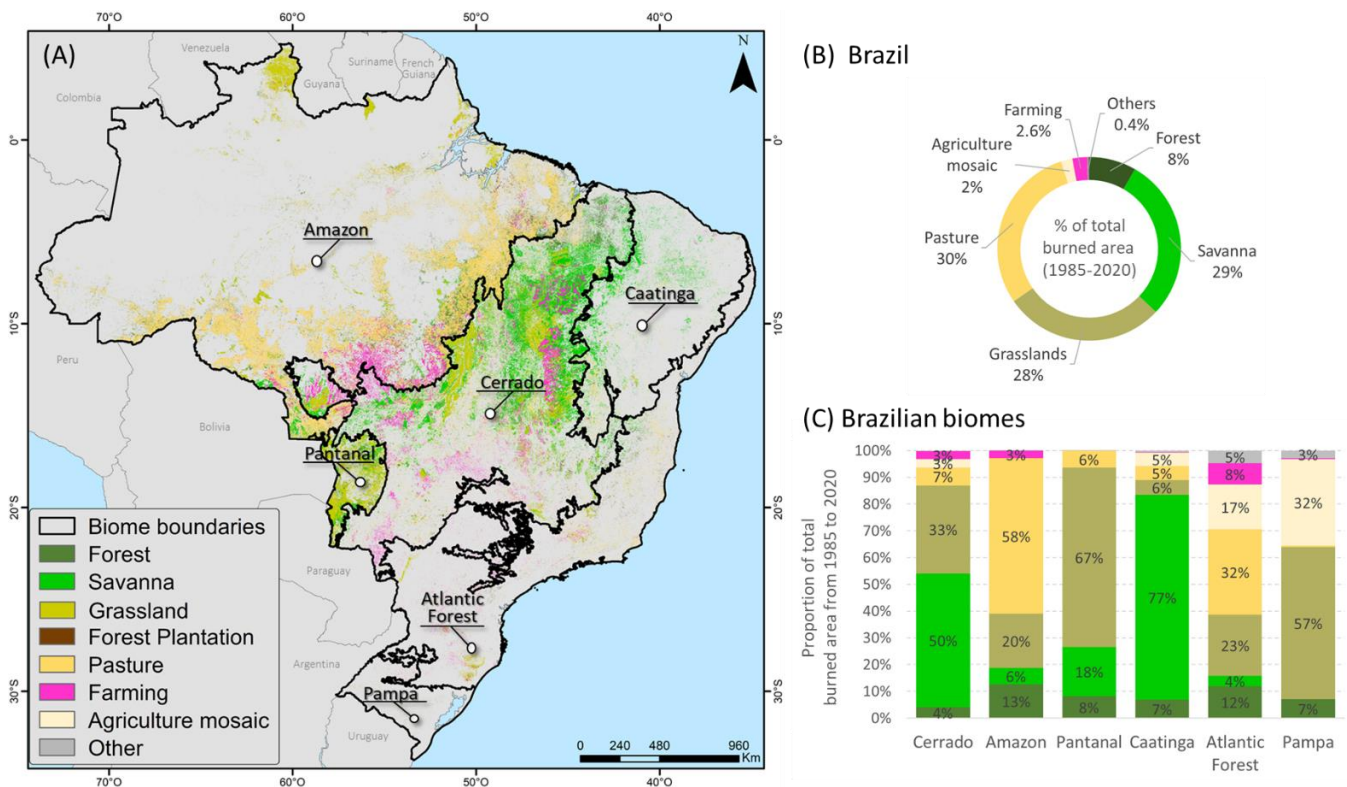 (A)
70°O
60°O
50°O
40°O
N
Venezuela
Guyana
Suriname
French
Guiana
Colombia
0°
0°
Amazon
Caatinga
10°S
10°S
Peru
Cerrado
Bolivia
Pantanal
20°S
20°S
Paraguay
Atlantic
Forest
Argentina
30°S
30°S
Pampa
Uruguay
Biome boundaries
Forest
Savanna
Grassland
Forest Plantation
Pasture
Farming
Agriculture mosaic
Other
0 240 480 960
Km
70°O
60°O
50°O
40°O
(B) Brazil
Others
0.4%
Farming
2.6%
Forest
8%
Agriculture
mosaic
2%
Pasture
30%
% of total
burned area
(1985-2020)
Savanna
29%
Grasslands
28%
(C) Brazilian biomes
Proportion of total
burned area from 1985 to 2020
100%
90%
80%
70%
60%
50%
40%
30%
20%
10%
0%
3%
3%
7%
33%
50%
4%
3%
58%
20%
6%
13%
6%
67%
18%
8%
5%
5%
6%
77%
7%
5%
8%
17%
32%
23%
4%
12%
3%
32%
57%
7%
Cerrado
Amazon
Pantanal
Caatinga
Atlantic
Forest
Pampa